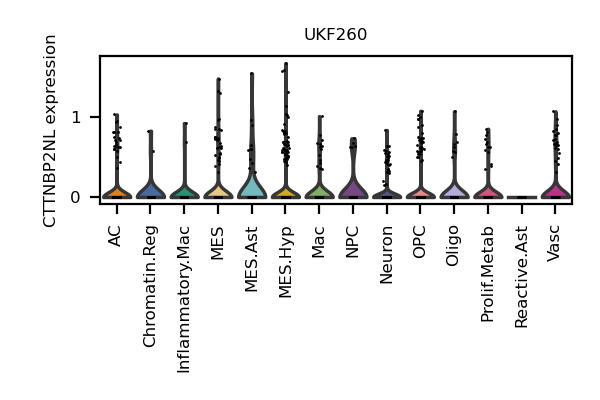 UKF260
CTTNBP2NL expression
1
0
AC
Chromatin.Reg
Inflammatory.Mac
MES
MES.Ast
MES.Hyp
Mac
NPC
Neuron
OPC
Oligo
Prolif.Metab
Reactive.Ast
Vasc